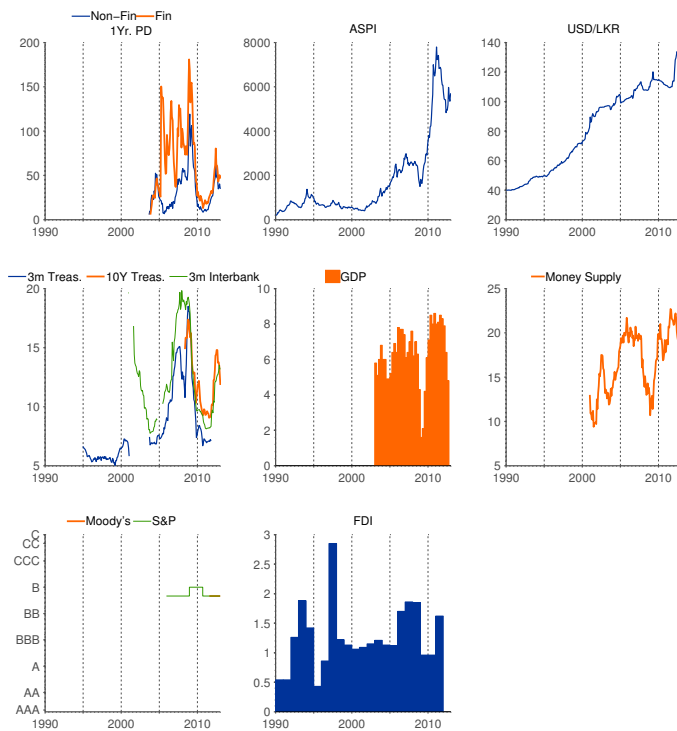 Non−Fin Fin
1Yr. PD
200
150
100
50
0
1990 2000 2010
ASPI
8000
6000
4000
2000
0
1990 2000 2010
USD/LKR
140
120
100
80
60
40
20
1990 2000 2010
3m Treas. 10Y Treas. 3m Interbank
20
15
10
5
1990 2000 2010
GDP
10
8
6
4
2
0
1990 2000 2010
Money Supply
25
20
15
10
5
0
1990 2000 2010
Moody's S&P
C
CC
CCC
B
BB
BBB
A
AA
AAA
1990 2000 2010
FDI
3
2.5
2
1.5
1
0.5
0
1990 2000 2010